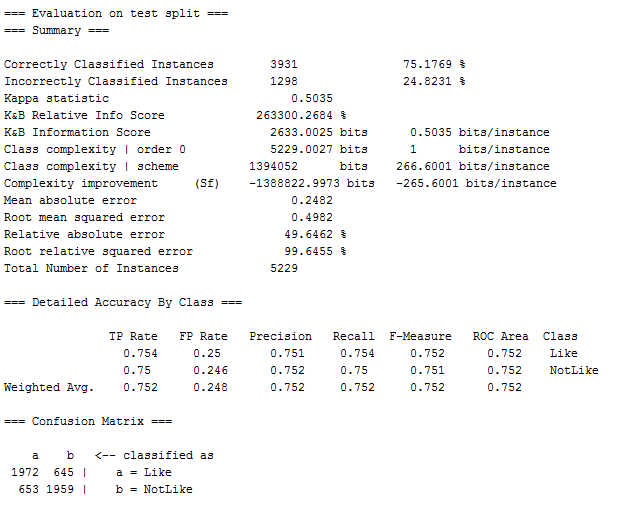 === Evaluation on test split ===
=== Summary ===
Correctly Classified Instances 3931 75.1769 %
Incorrectly Classified Instances 1298 24.8231 %
Kappa statistic 0.5035
K&B Relative Info Score 263300.2684 %
K&B Information Score 2633.0025 bits 0.5035 bits/instance
Class complexity | order 0 5229.0027 bits 1 bits/instance
Class complexity | scheme 1394052 bits 266.6001 bits/instance
Complexity improvement (Sf) -1388822.9973 bits -265.6001 bits/instance
Mean absolute error 0.2482
Root mean squared error 0.4982
Relative absolute error 49.6462 %
Root relative squared error 99.6455 %
Total Number of Instances 5229
=== Detailed Accuracy By Class ===
TP Rate FP Rate Precision Recall F-Measure ROC Area Class
0.754 0.25 0.751 0.754 0.752 0.752 Like
0.75 0.246 0.752 0.75 0.751 0.752 NotLike
Weighted Avg. 0.752 0.248 0.752 0.752 0.752 0.752
=== Confusion Matrix ===
a b <-- classified as
1972 645 | a = Like
653 1959 | b = NotLike